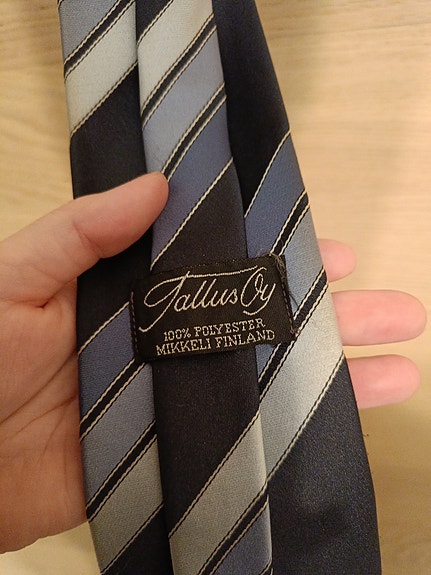 Tallus Oy
100% POLYESTER
MIKKELI FINLAND